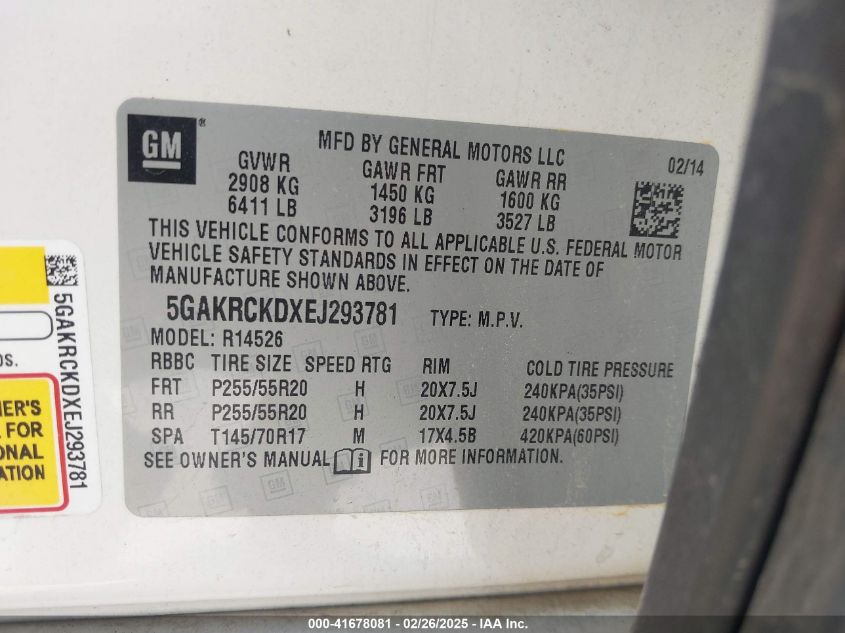 GM ®
MFD BY GENERAL MOTORS LLC 02/14
GVWR GAWR FRT GAWR RR
2908 KG 1450 KG 1600 KG
6411 LB 3196 LB 3527 LB
THIS VEHICLE CONFORMS TO ALL APPLICABLE U.S. FEDERAL MOTOR
VEHICLE SAFETY STANDARDS IN EFFECT ON THE DATE OF
MANUFACTURE SHOWN ABOVE.
5GAKRCKDXEJ293781 TYPE: M.P.V.
MODEL: R14526
RBBC TIRE SIZE SPEED RTG RIM COLD TIRE PRESSURE
FRT P255/55R20 H 20X7.5J 240KPA(35PSI)
RR P255/55R20 H 20X7.5J 240KPA(35PSI)
SPA T145/70R17 M 17X4.5B 420KPA(60PSI)
SEE OWNER'S MANUAL FOR MORE INFORMATION.
5GAKRCKDXEJ293781
NER'S
FOR
ONAL
ATION
000-41678081 - 02/26/2025 - IAA Inc.